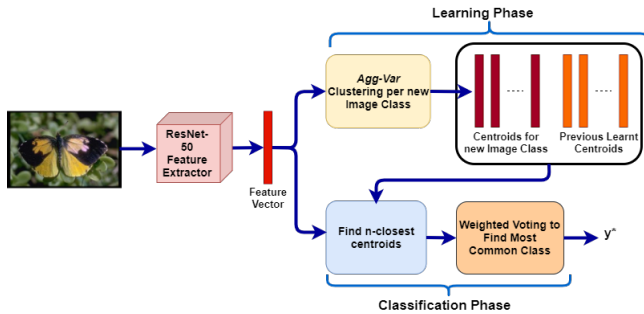 Learning Phase
Agg-Var
Clustering per new
Image Class
Centroids for
new Image Class
Previous Learnt
Centroids
ResNet-
50
Feature
Extractor
Feature
Vector
Find n-closest
centroids
Weighted Voting to
Find Most
Common Class
y*
Classification Phase